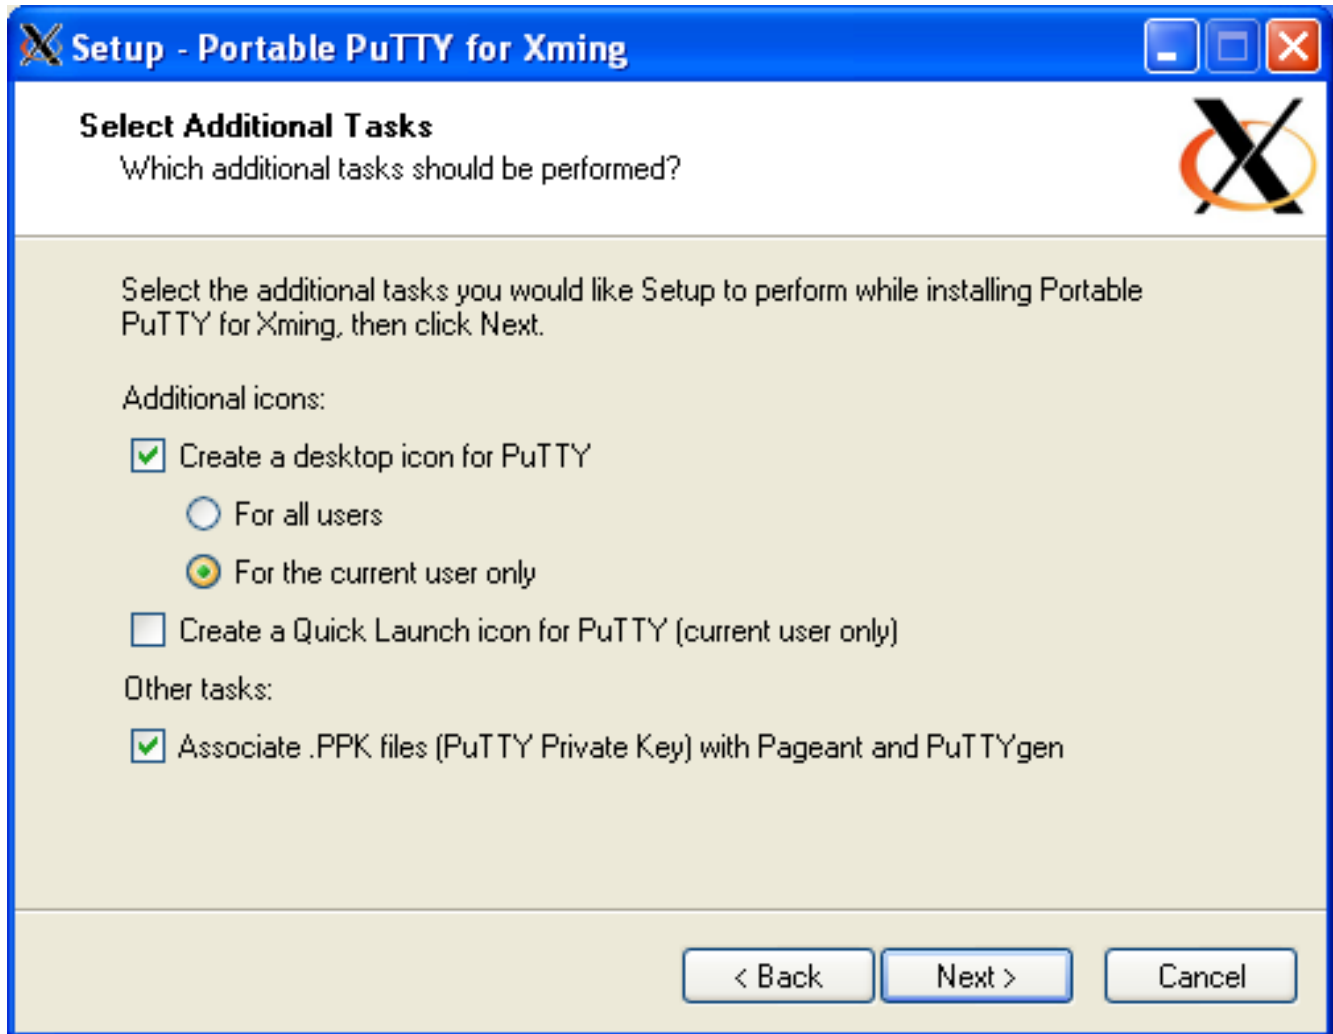 Setup - Portable PuTTY for Xming
Select Additional Tasks
Which additional tasks should be performed?
Select the additional tasks you would like Setup to perform while installing Portable
PuTTY for Xming, then click Next.
Additional icons:
Create a desktop icon for PuTTY
For all users
For the current user only
Create a Quick Launch icon for PuTTY (current user only)
Other tasks:
Associate .PPK files (PuTTY Private Key) with Pageant and PuTTYgen
< Back
Next >
Cancel